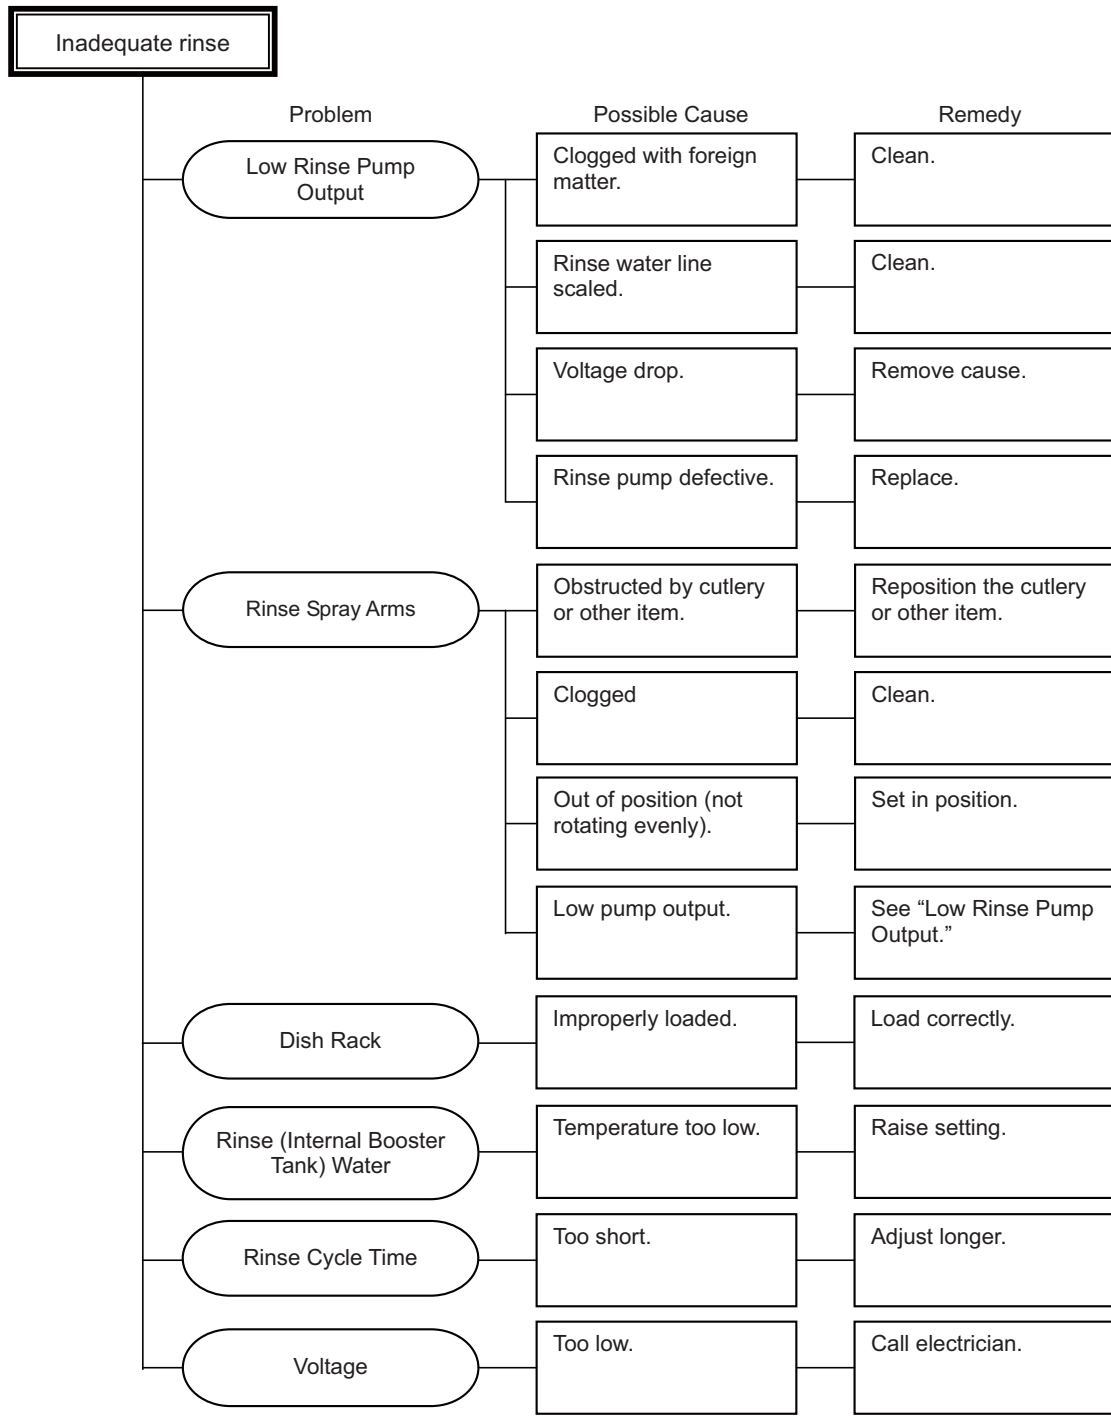 Inadequate rinse
Problem
Possible Cause
Remedy
Low Rinse Pump
Output
Clogged with foreign
matter.
Clean.
Rinse water line
scaled.
Clean.
Voltage drop.
Remove cause.
Rinse pump defective.
Replace.
Rinse Spray Arms
Obstructed by cutlery
or other item.
Reposition the cutlery
or other item.
Clogged
Clean.
Out of position (not
rotating evenly).
Set in position.
Low pump output.
See “Low Rinse Pump
Output.”
Dish Rack
Improperly loaded.
Load correctly.
Rinse (Internal Booster
Tank) Water
Temperature too low.
Raise setting.
Rinse Cycle Time
Too short.
Adjust longer.
Voltage
Too low.
Call electrician.